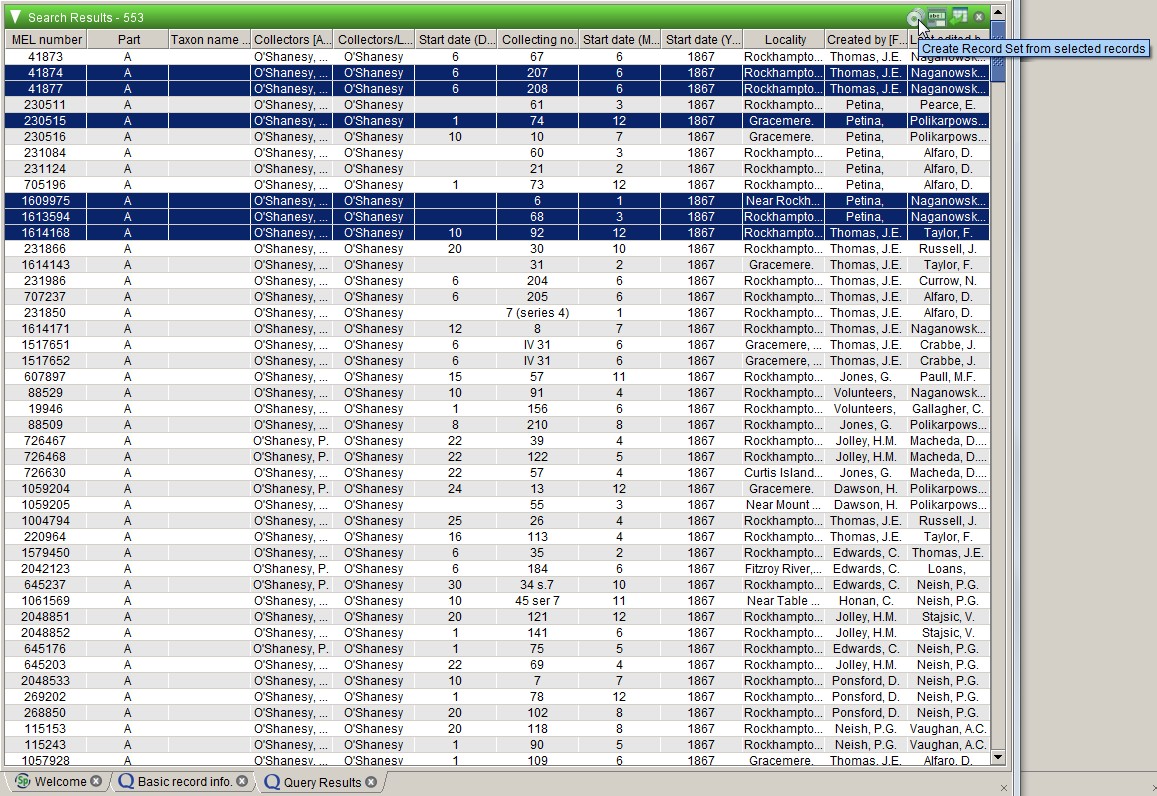 Search Results - 553
MEL number Part Taxon na... ... Collectors [A... Collectors/L... Start date (D... Collecting no. Start date (M... Start date (Y... Locality Created by [F...
Create Record Set from selected records
41873 A O'Shanesy, ... O'Shanesy 6 67 6 1867 Rockhampto... Thomas, J.E. Naganowsk...
41874 A O'Shanesy, ... O'Shanesy 6 207 6 1867 Rockhampto... Thomas, J.E. Naganowsk...
41877 A O'Shanesy, ... O'Shanesy 6 208 6 1867 Rockhampto... Thomas, J.E. Naganowsk...
230511 A O'Shanesy, ... O'Shanesy 61 3 1867 Rockhampto... Petina, Pearce, E.
230515 A O'Shanesy, ... O'Shanesy 1 74 12 1867 Gracemere. Petina, Polikarpows...
230516 A O'Shanesy, ... O'Shanesy 10 10 7 1867 Gracemere. Petina, Polikarpows...
231084 A O'Shanesy, ... O'Shanesy 60 3 1867 Rockhampto... Petina, Alfaro, D.
231124 A O'Shanesy, ... O'Shanesy 21 2 1867 Rockhampto... Petina, Alfaro, D.
705196 A O'Shanesy, ... O'Shanesy 1 73 12 1867 Rockhampto... Petina, Alfaro, D.
1609975 A O'Shanesy, ... O'Shanesy 6 1 1867 Near Rockh... Petina, Naganowsk...
1613594 A O'Shanesy, ... O'Shanesy 68 3 1867 Rockhampto... Petina, Naganowsk...
1614168 A O'Shanesy, ... O'Shanesy 10 92 12 1867 Rockhampto... Thomas, J.E. Taylor, F.
231866 A O'Shanesy, ... O'Shanesy 20 30 10 1867 Rockhampto... Thomas, J.E. Russell, J.
1614143 A O'Shanesy, ... O'Shanesy 31 2 1867 Gracemere. Thomas, J.E. Taylor, F.
231986 A O'Shanesy, ... O'Shanesy 6 204 6 1867 Rockhampto... Thomas, J.E. Currow, N.
707237 A O'Shanesy, ... O'Shanesy 6 205 6 1867 Rockhampto... Thomas, J.E. Alfaro, D.
231850 A O'Shanesy, ... O'Shanesy 7 (series 4) 1 1867 Rockhampto... Thomas, J.E. Alfaro, D.
1614171 A O'Shanesy, ... O'Shanesy 12 8 7 1867 Rockhampto... Thomas, J.E. Naganowsk...
1517651 A O'Shanesy, ... O'Shanesy 6 IV 31 6 1867 Gracemere, ... Thomas, J.E. Crabbe, J.
1517652 A O'Shanesy, ... O'Shanesy 6 IV 31 6 1867 Gracemere, ... Thomas, J.E. Crabbe, J.
607897 A O'Shanesy, ... O'Shanesy 15 57 11 1867 Rockhampto... Jones, G. Paull, M.F.
88529 A O'Shanesy, ... O'Shanesy 10 91 4 1867 Rockhampto... Volunteers, Naganowsk...
19946 A O'Shanesy, ... O'Shanesy 1 156 6 1867 Rockhampto... Volunteers, Gallagher, C.
88509 A O'Shanesy, ... O'Shanesy 8 210 8 1867 Rockhampto... Jones, G. Polikarpows...
726467 A O'Shanesy, P. O'Shanesy 22 39 4 1867 Rockhampto... Jolley, H.M. Macheda, D....
726468 A O'Shanesy, ... O'Shanesy 22 122 5 1867 Rockhampto... Jolley, H.M. Macheda, D....
726630 A O'Shanesy, ... O'Shanesy 22 57 4 1867 Curtis Island... Jones, G. Macheda, D....
1059204 A O'Shanesy, P. O'Shanesy 24 13 12 1867 Gracemere. Dawson, H. Polikarpows...
1059205 A O'Shanesy, ... O'Shanesy 55 3 1867 Near Mount ... Dawson, H. Polikarpows...
1004794 A O'Shanesy, ... O'Shanesy 25 26 4 1867 Rockhampto... Thomas, J.E. Russell, J.
220964 A O'Shanesy, ... O'Shanesy 16 113 4 1867 Rockhampto... Thomas, J.E. Taylor, F.
1579450 A O'Shanesy, ... O'Shanesy 6 35 2 1867 Rockhampto... Edwards, C. Thomas, J.E.
2042123 A O'Shanesy, P. O'Shanesy 6 184 6 1867 Fitzroy River,... Edwards, C. Loans,
645237 A O'Shanesy, P. O'Shanesy 30 34 s.7 10 1867 Rockhampto... Edwards, C. Neish, P.G.
1061569 A O'Shanesy, ... O'Shanesy 10 45 ser 7 11 1867 Near Table ... Honan, C. Neish, P.G.
2048851 A O'Shanesy, ... O'Shanesy 20 121 12 1867 Rockhampto... Jolley, H.M. Stajsic, V.
2048852 A O'Shanesy, ... O'Shanesy 1 141 6 1867 Rockhampto... Jolley, H.M. Stajsic, V.
645176 A O'Shanesy, P. O'Shanesy 1 75 5 1867 Rockhampto... Edwards, C. Neish, P.G.
645203 A O'Shanesy, ... O'Shanesy 22 69 4 1867 Rockhampto... Jolley, H.M. Neish, P.G.
2048533 A O'Shanesy, ... O'Shanesy 10 7 7 1867 Rockhampto... Ponsford, D. Neish, P.G.
269202 A O'Shanesy, ... O'Shanesy 1 78 12 1867 Rockhampto... Ponsford, D. Neish, P.G.
268850 A O'Shanesy, ... O'Shanesy 20 102 8 1867 Rockhampto... Ponsford, D. Neish, P.G.
115153 A O'Shanesy, ... O'Shanesy 20 118 8 1867 Rockhampto... Neish, P.G. Vaughan, A.C.
115243 A O'Shanesy, ... O'Shanesy 1 90 5 1867 Rockhampto... Neish, P.G. Vaughan, A.C.
1057928 A O'Shanesy, ... O'Shanesy 1 109 6 1867 Gracemere. Thomas, J.E. Alfaro, D.
Welcome Basic record info. Query Results